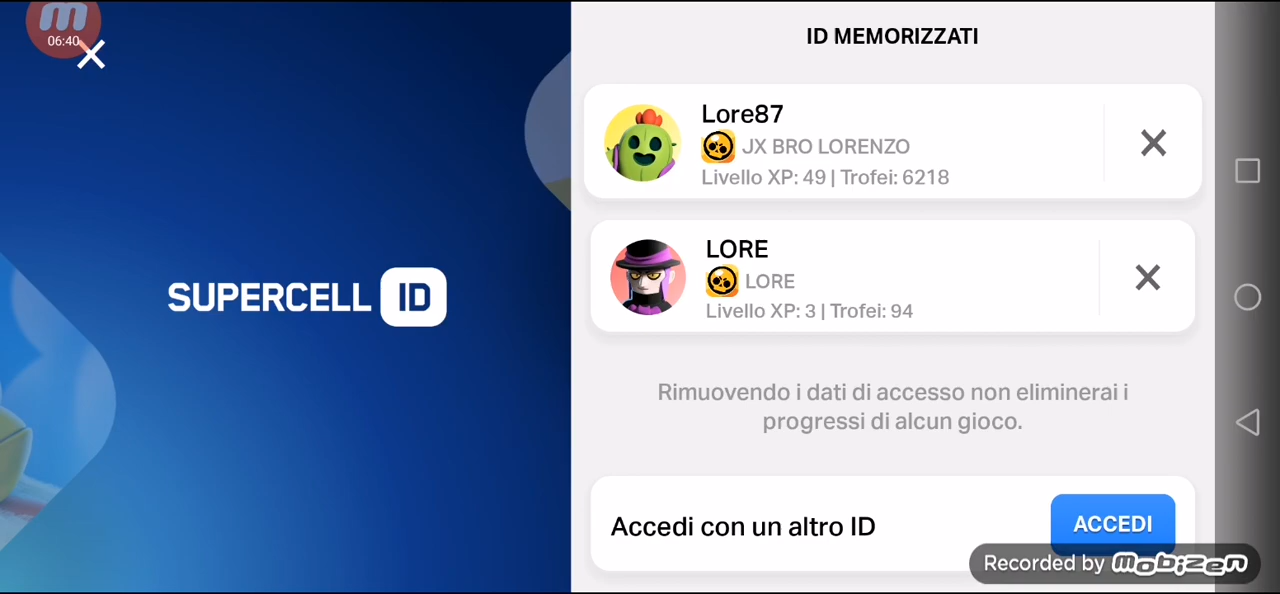 06:40
ID MEMORIZZATI
Lore87
JX BRO LORENZO
Livello XP: 49 | Trofei: 6218
LORE
LORE
Livello XP: 3 | Trofei: 94
SUPERCELL ID
Rimuovendo i dati di accesso non eliminerai i
progressi di alcun gioco.
Accedi con un altro ID
ACCEDI
Recorded by mobizen